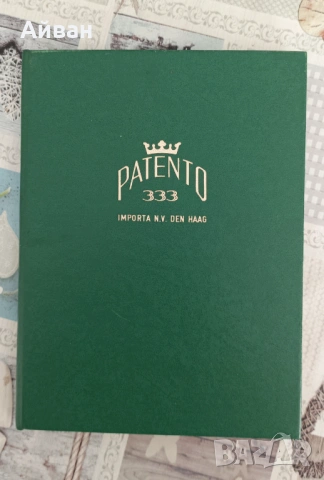 Айван
PATENTO
333
IMPORTA N.V. DEN HAAG
BAZAR